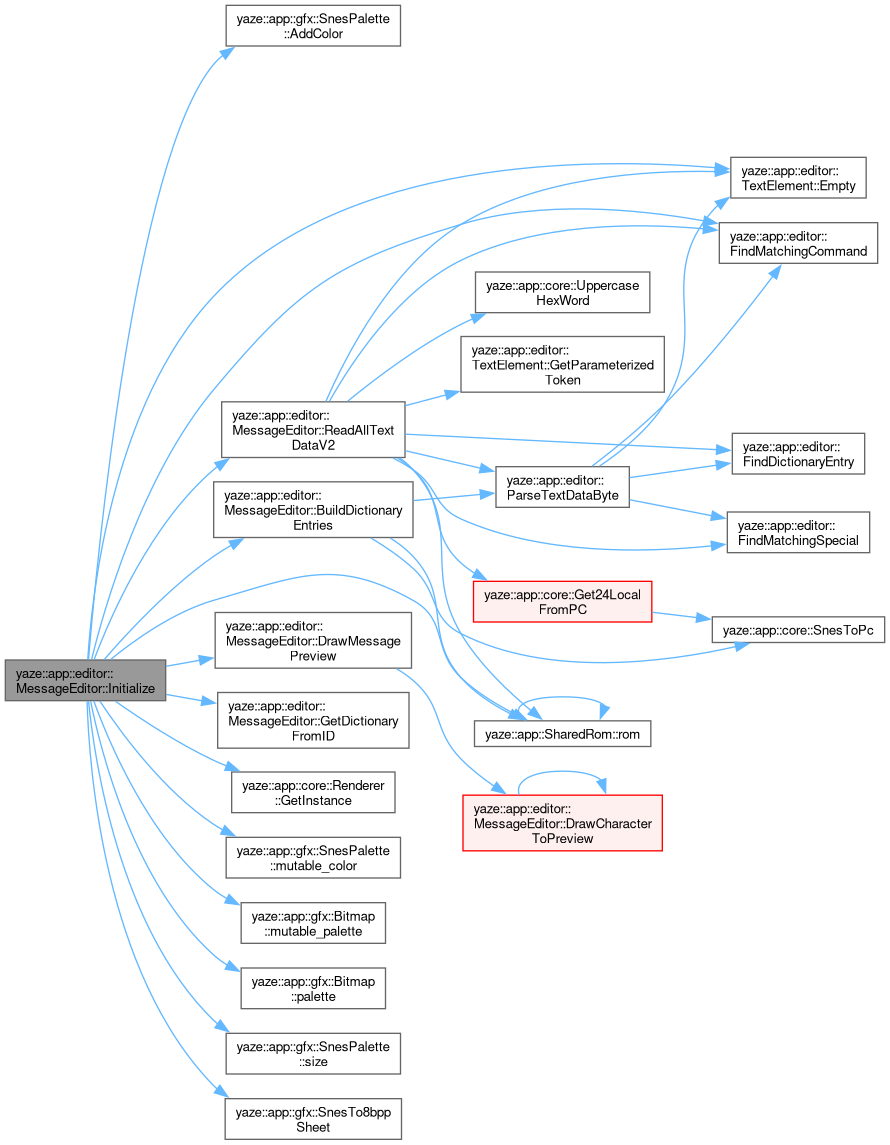 yaze::app::gfx::SnesPalette
::AddColor
yaze::app::editor::
TextElement::Empty
yaze::app::editor::
FindMatchingCommand
yaze::app::core::Uppercase
HexWord
yaze::app::editor::
TextElement::GetParameterized
Token
yaze::app::editor::
MessageEditor::ReadAllText
DataV2
yaze::app::editor::
FindDictionaryEntry
yaze::app::editor::
ParseTextDataByte
yaze::app::editor::
MessageEditor::BuildDictionary
Entries
yaze::app::editor::
FindMatchingSpecial
yaze::app::core::Get24Local
FromPC
yaze::app::core::SnesToPc
yaze::app::editor::
MessageEditor::DrawMessage
Preview
yaze::app::editor::
MessageEditor::Initialize
yaze::app::editor::
MessageEditor::GetDictionary
FromID
yaze::app::SharedRom::rom
yaze::app::core::Renderer
::GetInstance
yaze::app::editor::
MessageEditor::DrawCharacter
ToPreview
yaze::app::gfx::SnesPalette
::mutable_color
yaze::app::gfx::Bitmap
::mutable_palette
yaze::app::gfx::Bitmap
::palette
yaze::app::gfx::SnesPalette
::size
yaze::app::gfx::SnesTo8bpp
Sheet